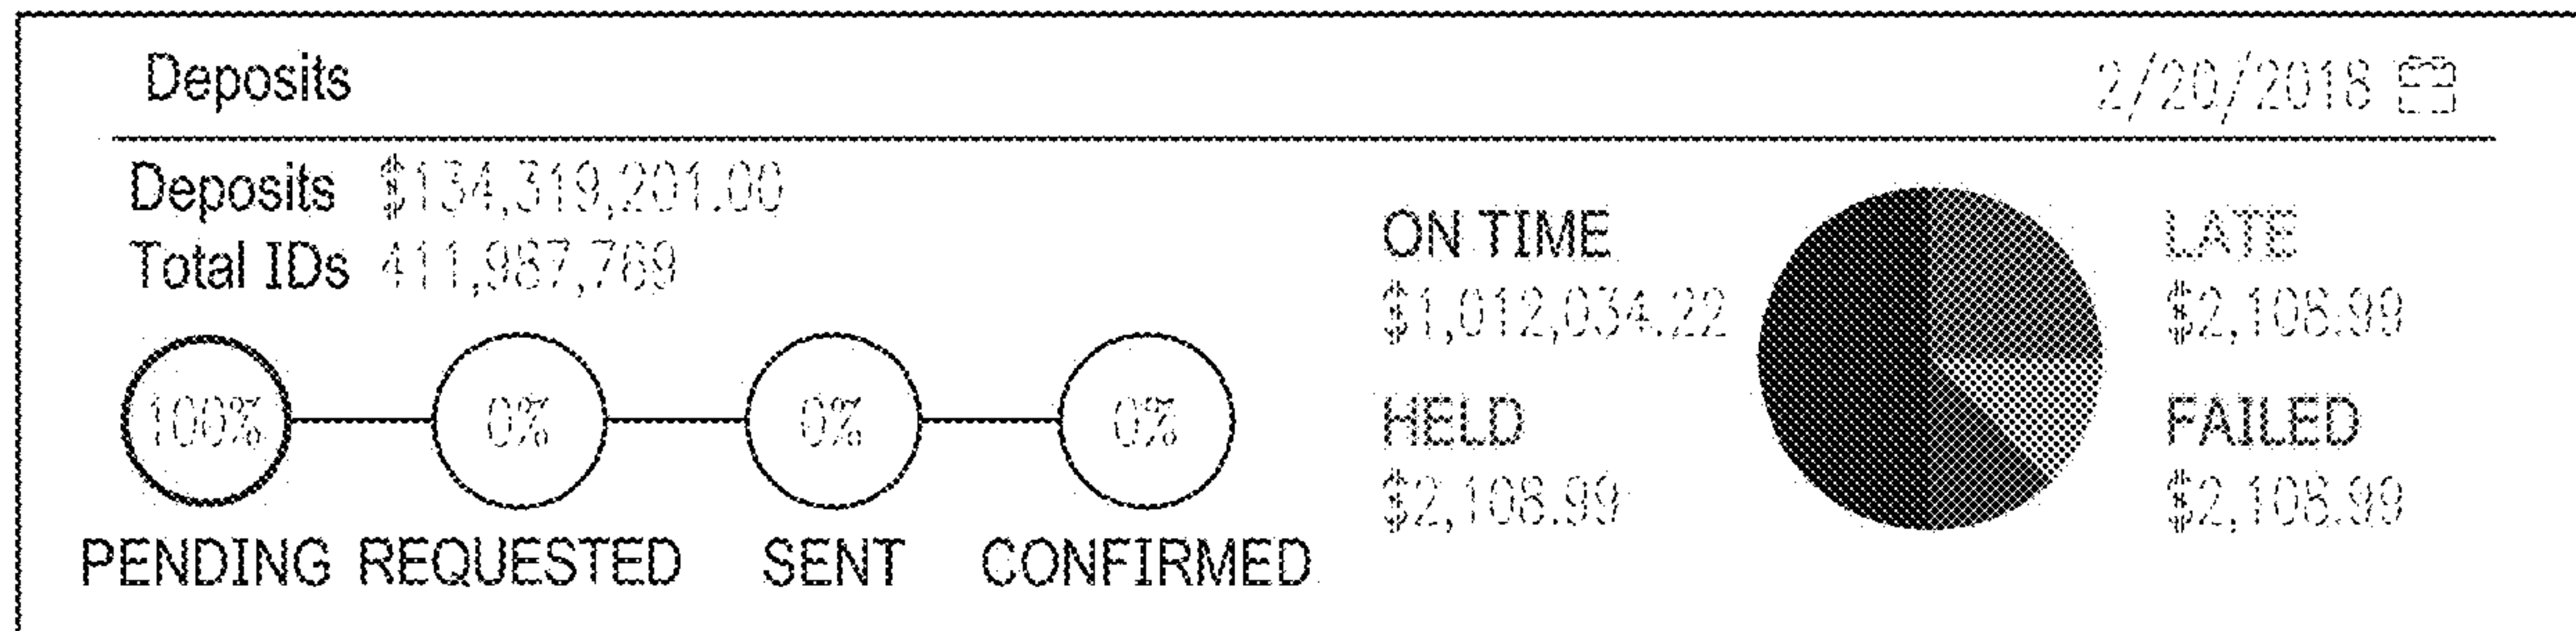 Deposits
2/20/2018
Deposits $134,319,201.00
Total IDs 411,987,769
100% 0% 0% 0%
PENDING REQUESTED SENT CONFIRMED
ON TIME
$1,012,034.22
HELD
$2,108.99
LATE
$2,108.99
FAILED
$2,108.99